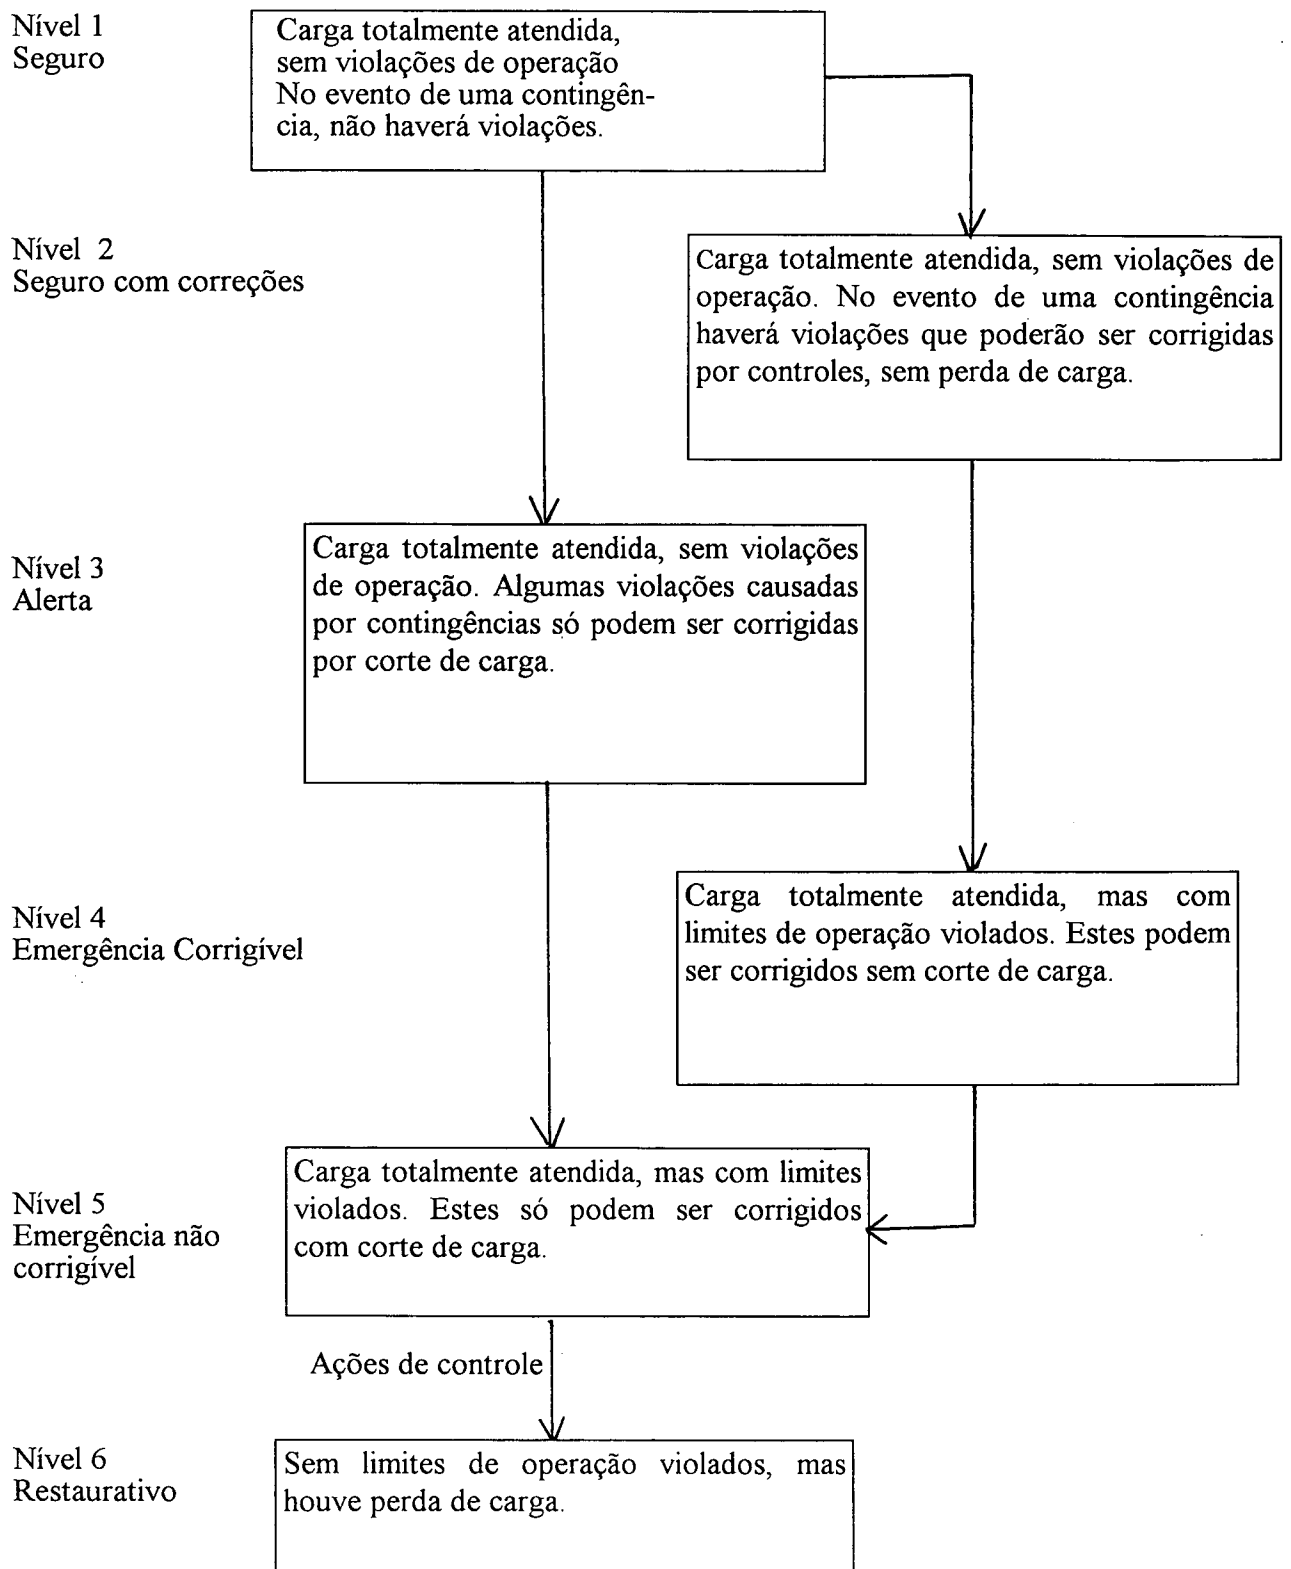 Nível 1
Seguro
Carga totalmente atendida,
sem violações de operação
No evento de uma contingên-
cia, não haverá violações.
Nível 2
Seguro com correções
Carga totalmente atendida, sem violações de
operação. No evento de uma contingência
haverá violações que poderão ser corrigidas
por controles, sem perda de carga.
Nível 3
Alerta
Carga totalmente atendida, sem violações
de operação. Algumas violações causadas
por contingências só podem ser corrigidas
por corte de carga.
Nível 4
Emergência Corrigível
Carga totalmente atendida, mas com
limites de operação violados. Estes podem
ser corrigidos sem corte de carga.
Nível 5
Emergência não
corrigível
Carga totalmente atendida, mas com limites
violados. Estes só podem ser corrigidos
com corte de carga.
Ações de controle
Nível 6
Restaurativo
Sem limites de operação violados, mas
houve perda de carga.